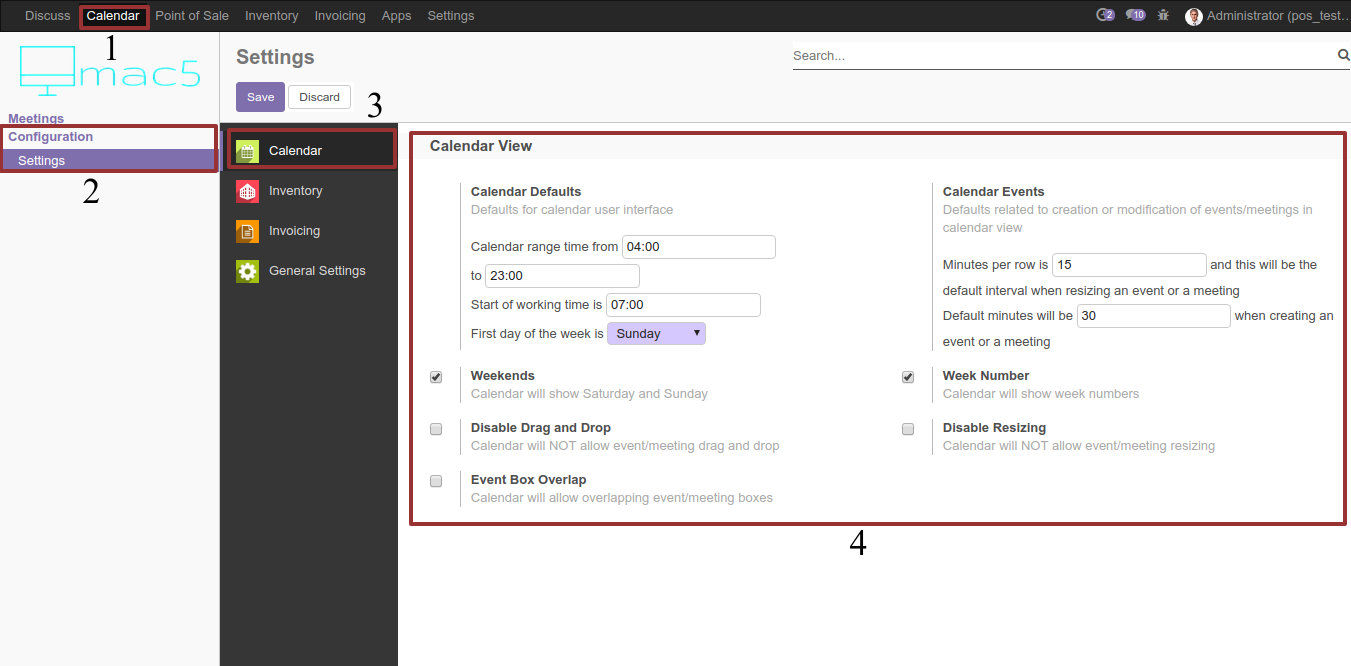 Discuss Calendar Point of Sale Inventory Invoicing Apps Settings 2 10 Administrator (pos_test...
1
mac5
Settings
Search...
Save Discard
3
Meetings
Configuration
Settings
2
Calendar
Inventory
Invoicing
General Settings
Calendar View
Calendar Defaults
Defaults for calendar user interface
Calendar range time from 04:00
to 23:00
Start of working time is 07:00
First day of the week is Sunday
Calendar Events
Defaults related to creation or modification of events/meetings in
calendar view
Minutes per row is 15 and this will be the
default interval when resizing an event or a meeting
Default minutes will be 30 when creating an
event or a meeting
Weekends
Calendar will show Saturday and Sunday
Week Number
Calendar will show week numbers
Disable Drag and Drop
Calendar will NOT allow event/meeting drag and drop
Disable Resizing
Calendar will NOT allow event/meeting resizing
Event Box Overlap
Calendar will allow overlapping event/meeting boxes
4